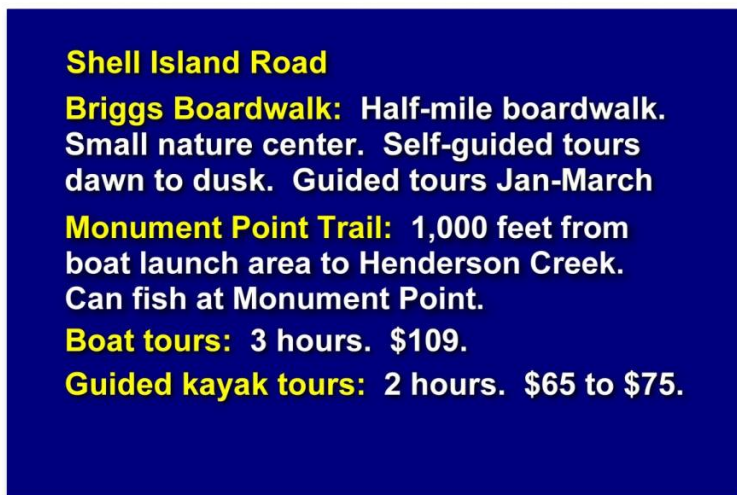 Shell Island Road
Briggs Boardwalk:  Half-mile boardwalk.
Small nature center.  Self-guided tours
dawn to dusk.  Guided tours Jan-March
Monument Point Trail:  1,000 feet from
boat launch area to Henderson Creek.
Can fish at Monument Point.
Boat tours:  3 hours.  $109.
Guided kayak tours:  2 hours.  $65 to $75.